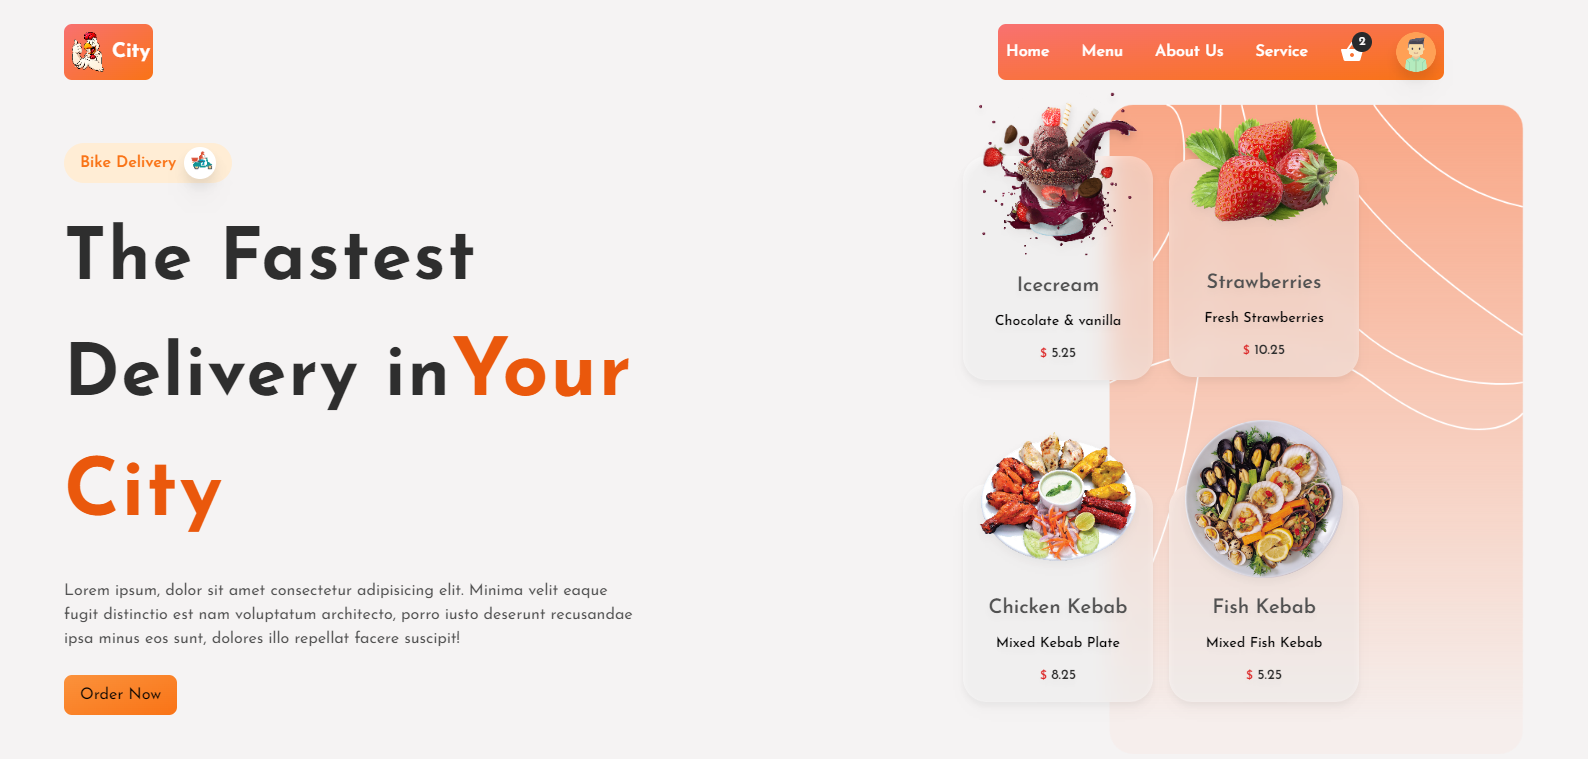 City
Home Menu About Us Service 2
Bike Delivery
The Fastest
Delivery inYour
City
Lorem ipsum, dolor sit amet consectetur adipisicing elit. Minima velit eaque
fugit distinctio est nam voluptatum architecto, porro iusto deserunt recusandae
ipsa minus eos sunt, dolores illo repellat facere suscipit!
Order Now
Icecream
Chocolate & vanilla
$ 5.25
Strawberries
Fresh Strawberries
$ 10.25
Chicken Kebab
Mixed Kebab Plate
$ 8.25
Fish Kebab
Mixed Fish Kebab
$ 5.25